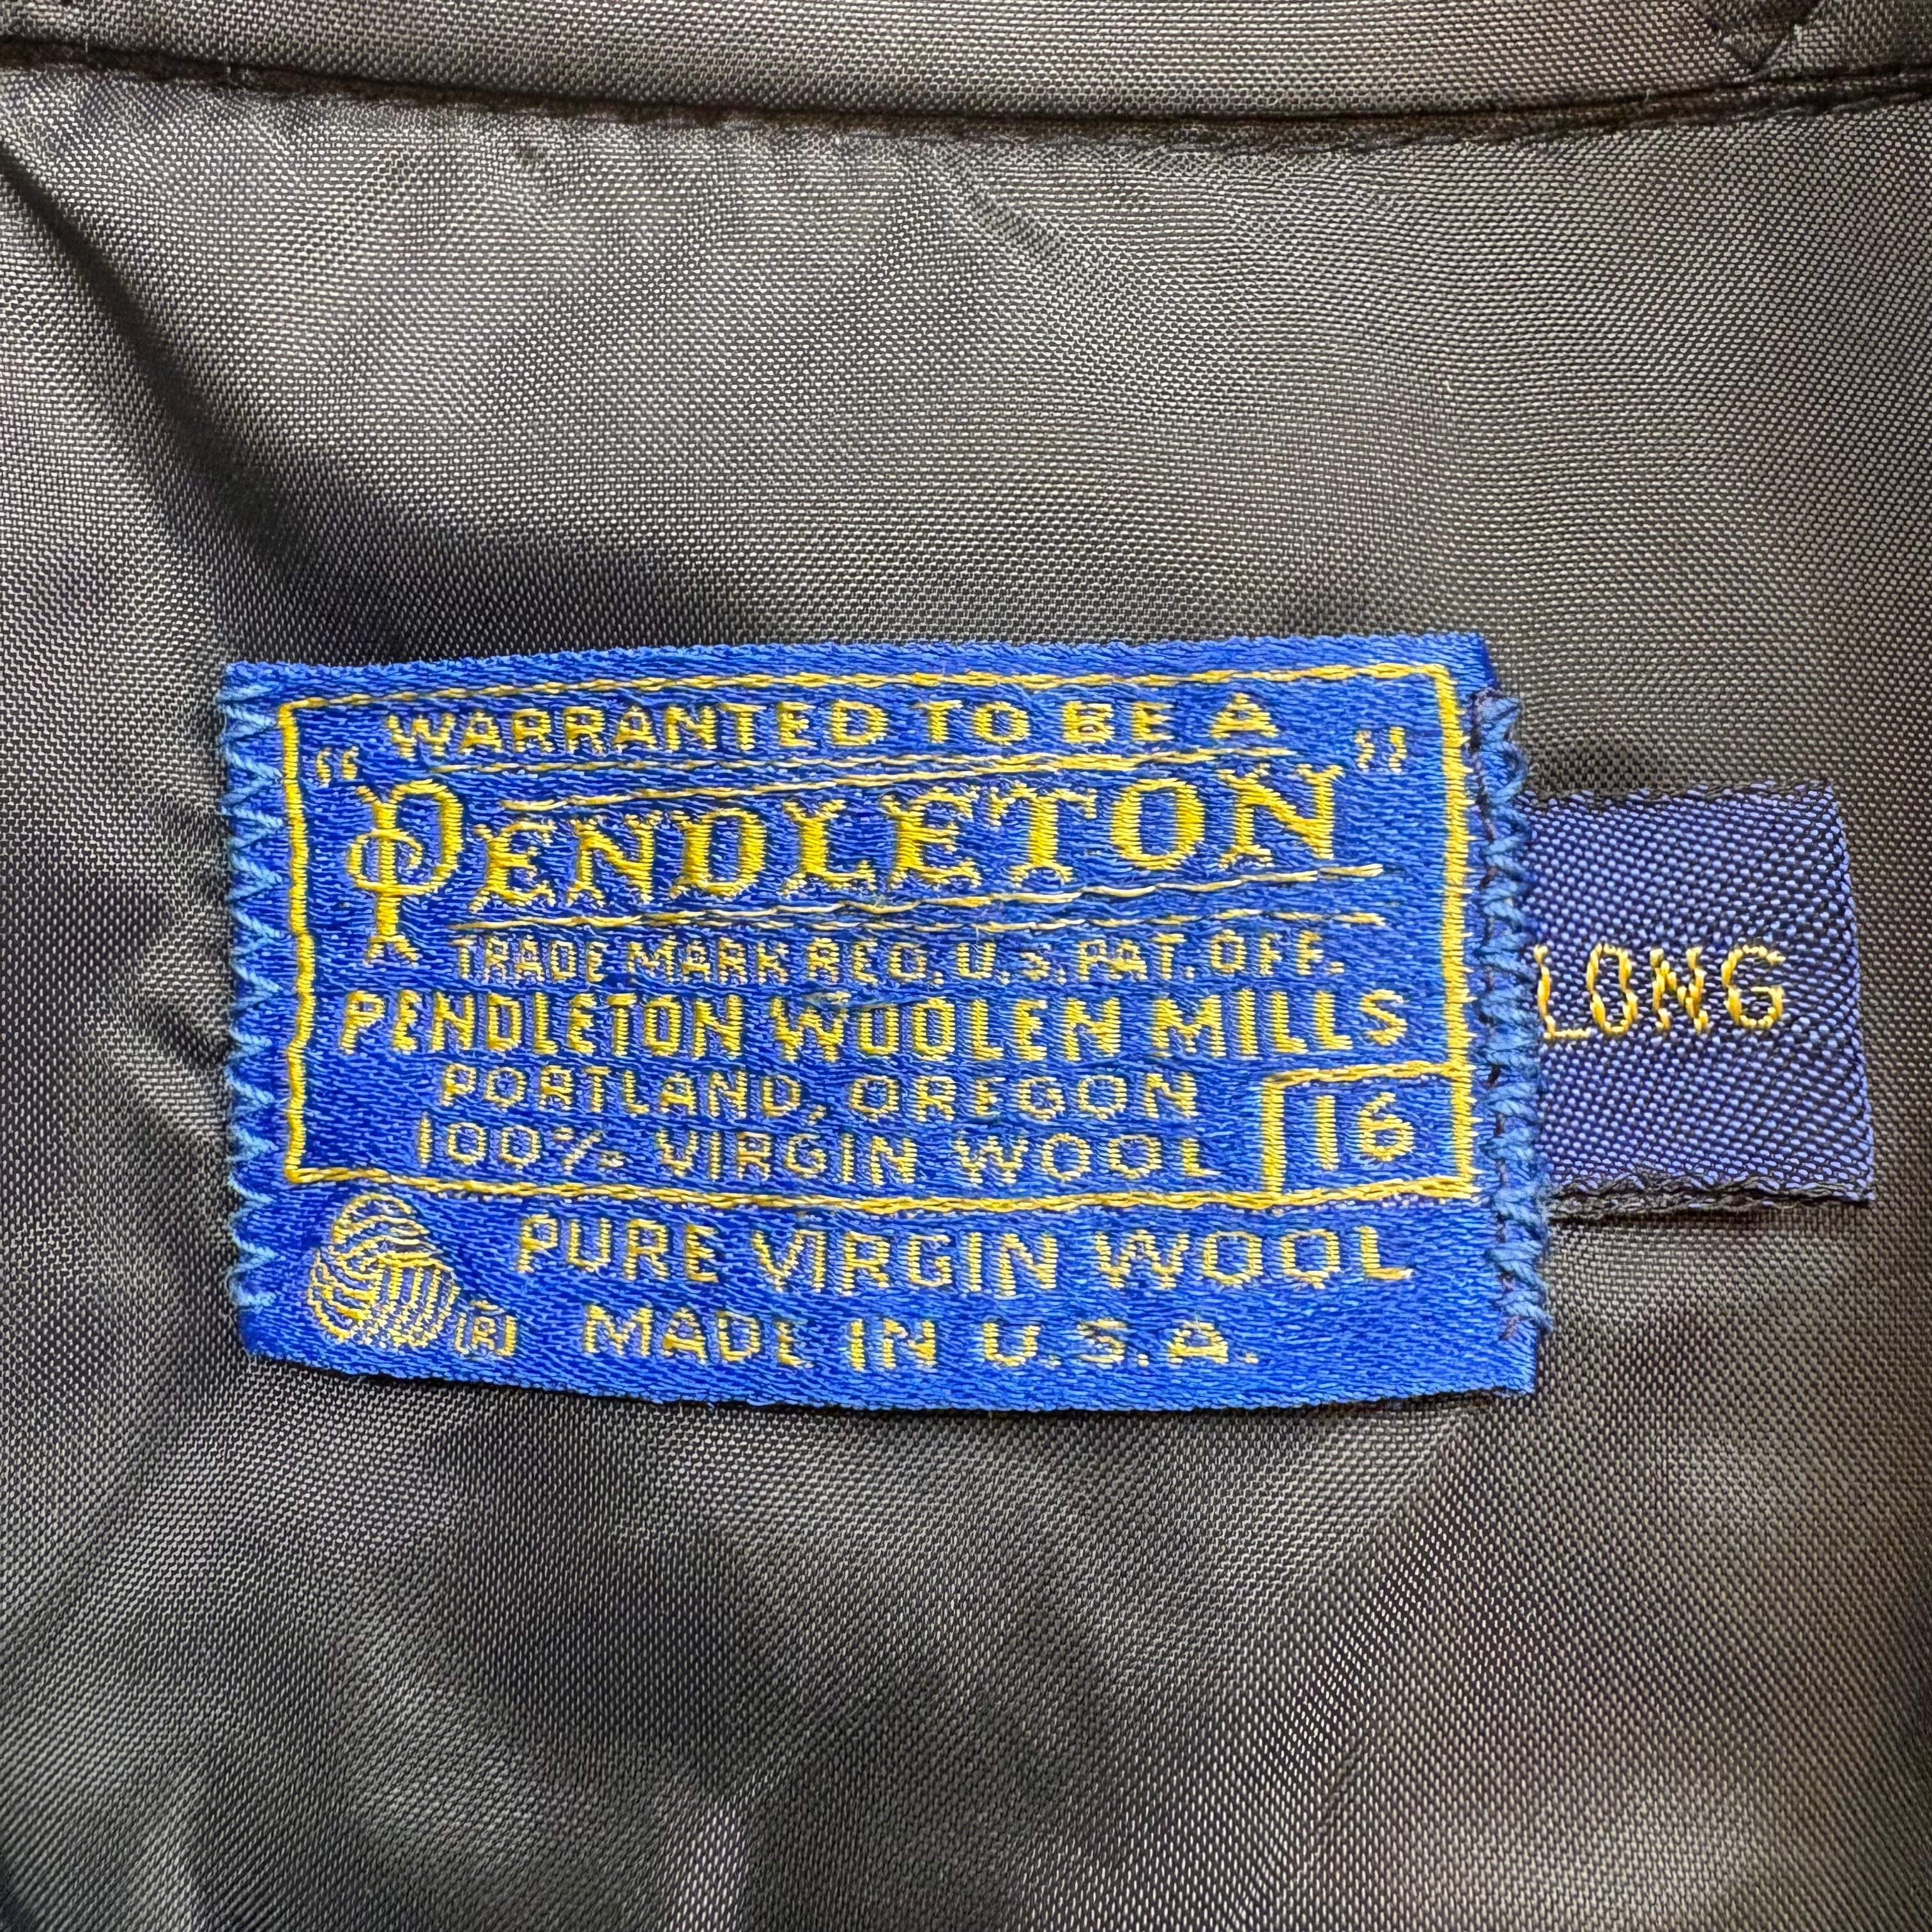 WARRANTED TO BE A
"PENDLETON"
TRADE MARK REG. U.S. PAT. OFF.
PENDLETON WOOLEN MILLS
PORTLAND, OREGON
100% VIRGIN WOOL
16
LONG
PURE VIRGIN WOOL
® MADE IN U.S.A.